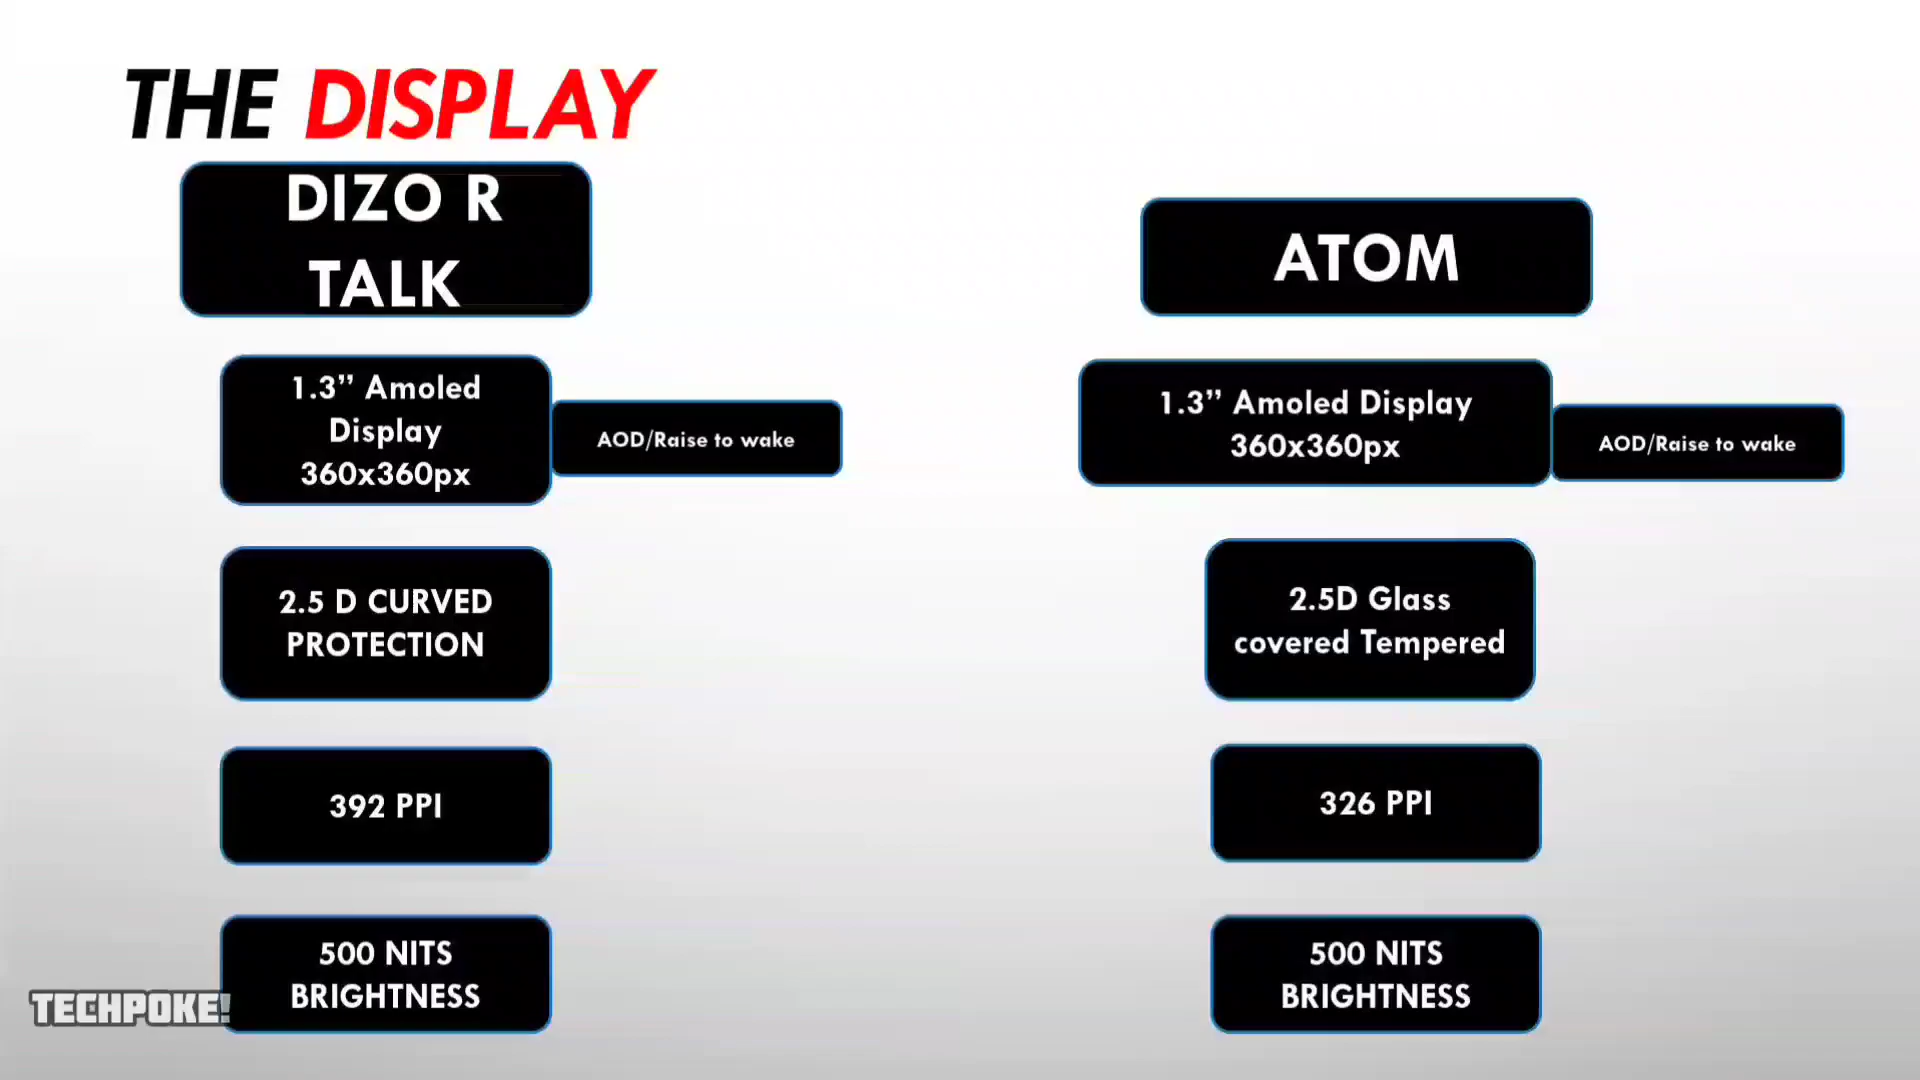 THE DISPLAY
DIZO R
TALK
1.3” Amoled
Display
360x360px
AOD/Raise to wake
2.5 D CURVED
PROTECTION
392 PPI
500 NITS
BRIGHTNESS
ATOM
1.3” Amoled Display
360x360px
AOD/Raise to wake
2.5D Glass
covered Tempered
326 PPI
500 NITS
BRIGHTNESS
TECHPOKE!